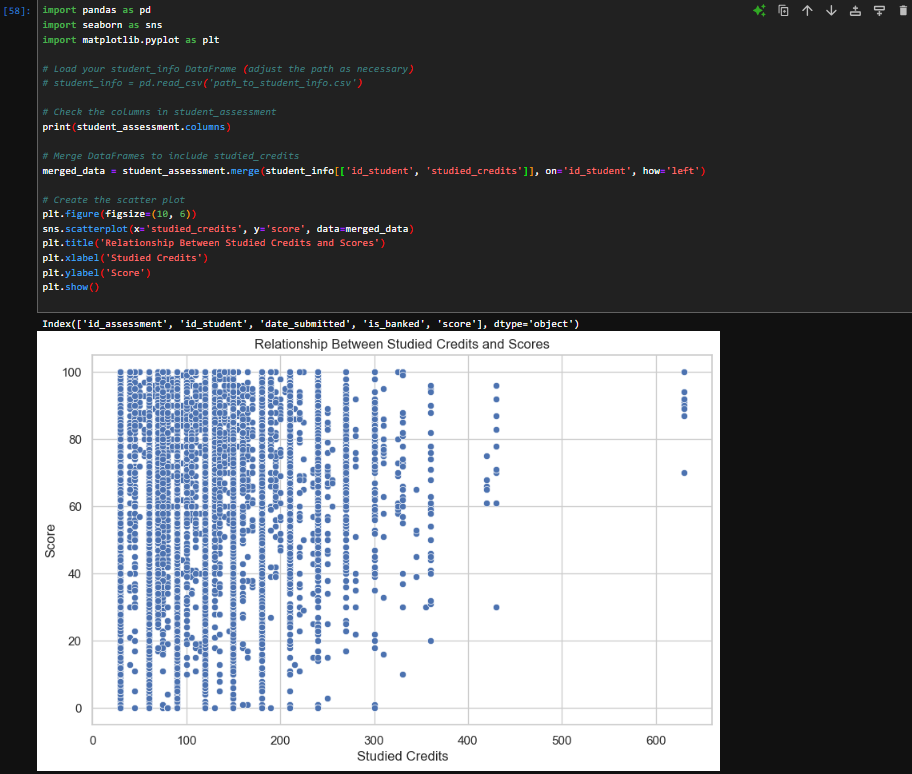 [58]:
import pandas as pd
import seaborn as sns
import matplotlib.pyplot as plt
# Load your student_info DataFrame (adjust the path as necessary)
# student_info = pd.read_csv('path_to_student_info.csv')
# Check the columns in student_assessment
print(student_assessment.columns)
# Merge DataFrames to include studied_credits
merged_data = student_assessment.merge(student_info[['id_student', 'studied_credits']], on='id_student', how='left')
# Create the scatter plot
plt.figure(figsize=(10, 6))
sns.scatterplot(x='studied_credits', y='score', data=merged_data)
plt.title('Relationship Between Studied Credits and Scores')
plt.xlabel('Studied Credits')
plt.ylabel('Score')
plt.show()
Index(['id_assessment', 'id_student', 'date_submitted', 'is_banked', 'score'], dtype='object')
Relationship Between Studied Credits and Scores
100
80
60
40
20
0
Score
0 100 200 300 400 500 600
Studied Credits